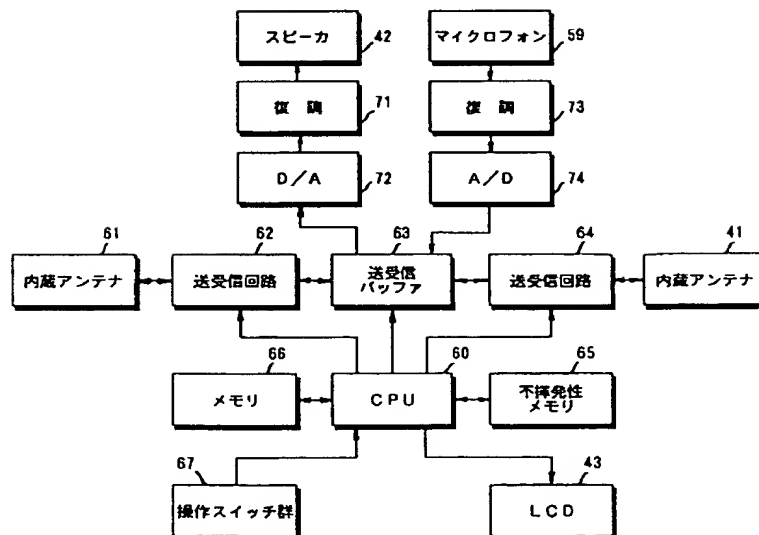 スピーカ 42
マイクロフォン 59
復調 71
復調 73
D/A 72
A/D 74
61
62
63
64
41
内蔵アンテナ
送受信回路
送受信
バッファ
送受信回路
内蔵アンテナ
66
60
65
メモリ
CPU
不揮発性
メモリ
67
43
操作スイッチ群
LCD